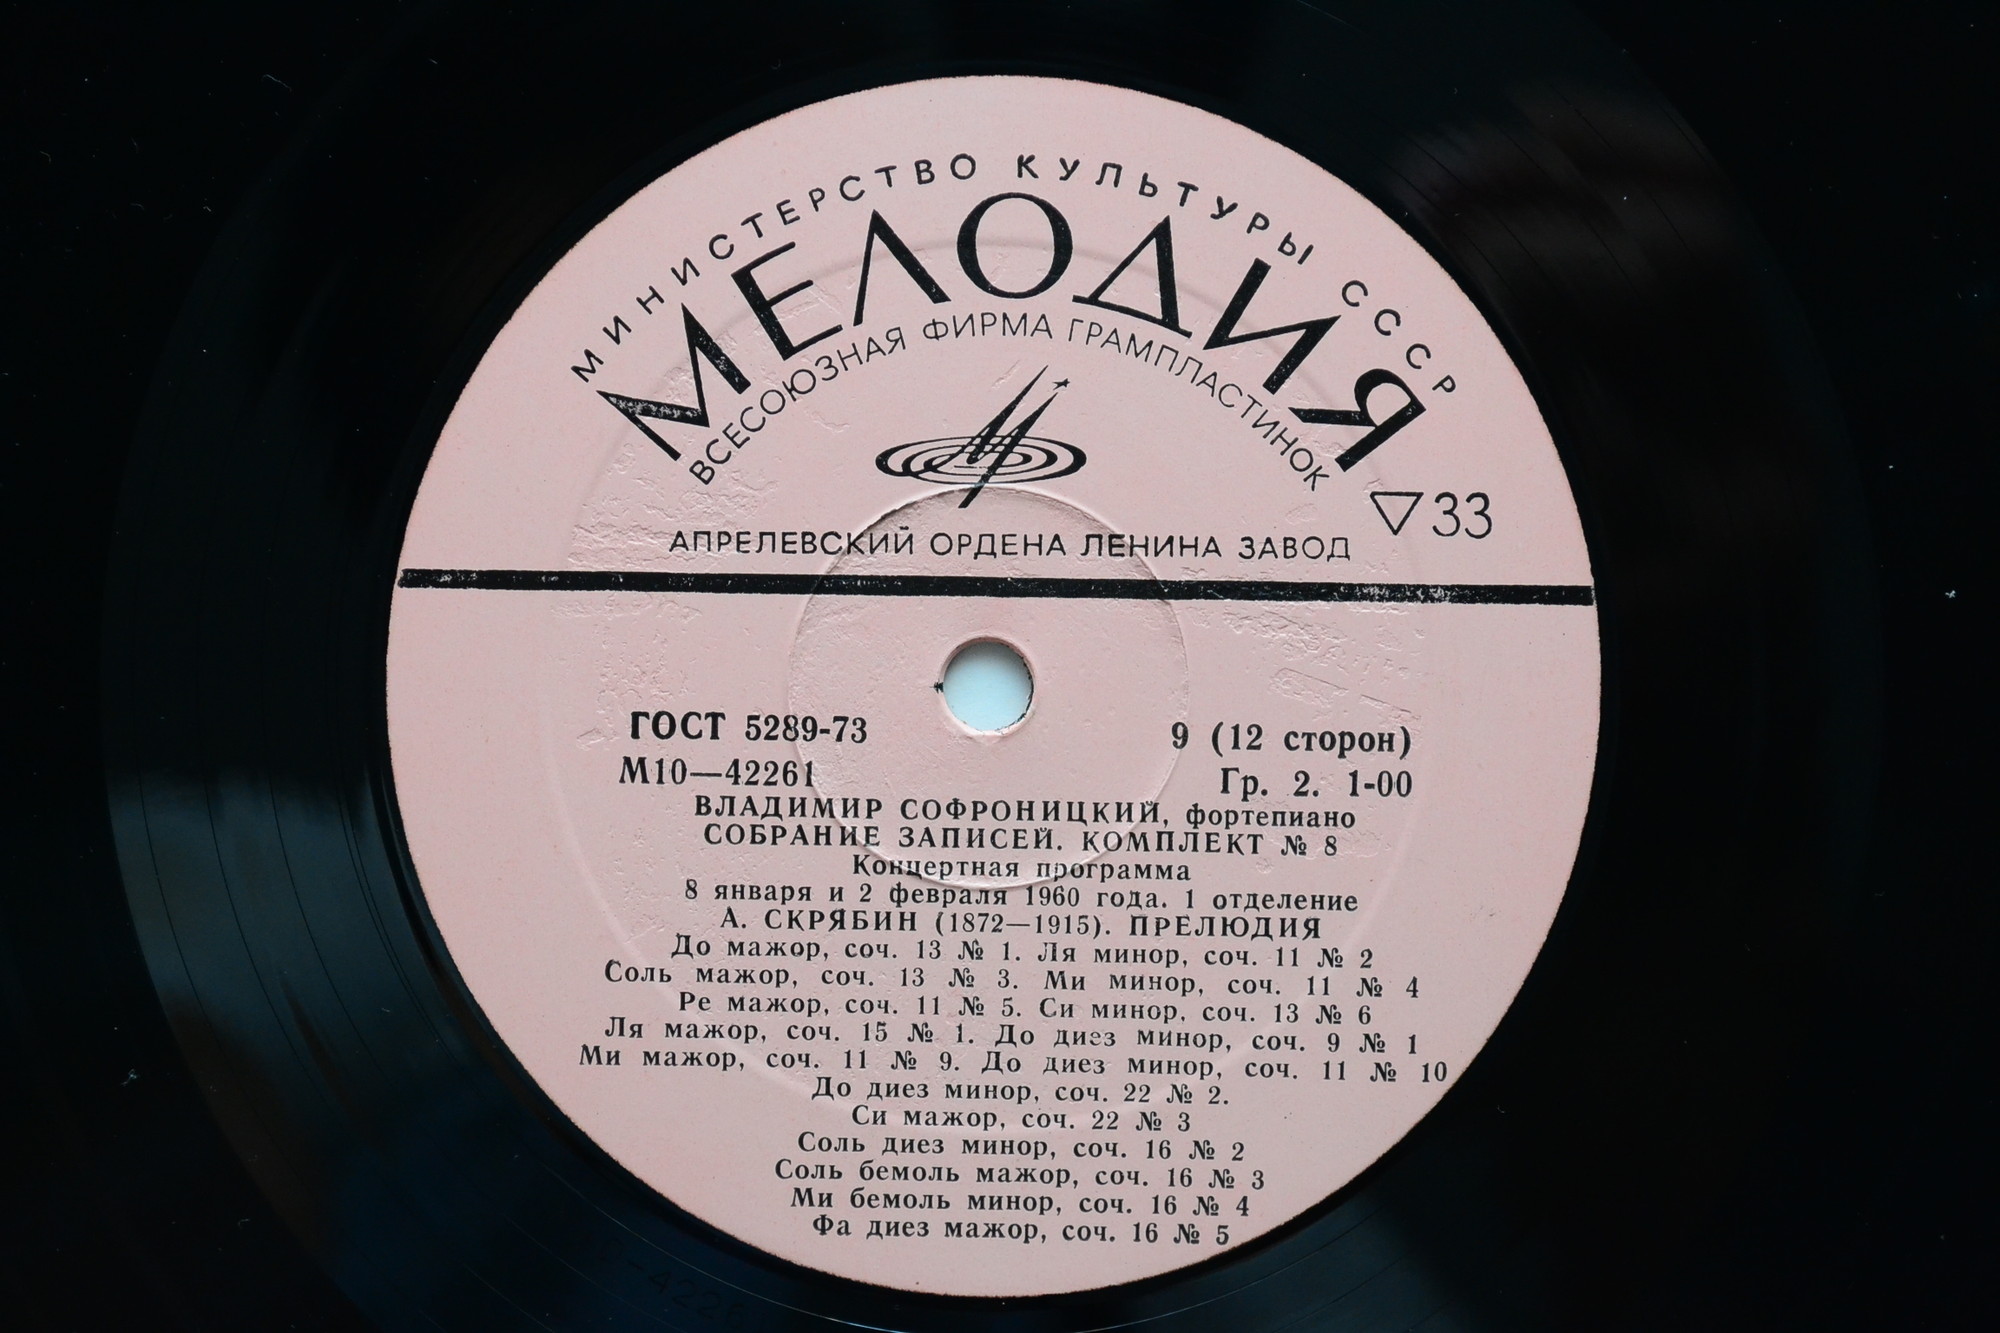 МИНИСТЕРСТВО КУЛЬТУРЫ СССР
МЕЛОДИЯ
ВСЕСОЮЗНАЯ ФИРМА ГРАМПЛАСТИНОК
33
АПРЕЛЕВСКИЙ ОРДЕНА ЛЕНИНА ЗАВОД
ГОСТ 5289-73 9 (12 сторон)
М10—42261 Гр. 2. 1-00
ВЛАДИМИР СОФРОНИЦКИЙ, фортепиано
СОБРАНИЕ ЗАПИСЕЙ. КОМПЛЕКТ № 8
Концертная программа
8 января и 2 февраля 1960 года. 1 отделение
А. СКРЯБИН (1872—1915). ПРЕЛЮДИЯ
До мажор, соч. 13 № 1. Ля минор, соч. 11 № 2
Соль мажор, соч. 13 № 3. Ми минор, соч. 11 № 4
Ре мажор, соч. 11 № 5. Си минор, соч. 13 № 6
Ля мажор, соч. 15 № 1. До диез минор, соч. 9 № 1
Ми мажор, соч. 11 № 9. До диез минор, соч. 11 № 10
До диез минор, соч. 22 № 2.
Си мажор, соч. 22 № 3
Соль диез минор, соч. 16 № 2
Соль бемоль мажор, соч. 16 № 3
Ми бемоль минор, соч. 16 № 4
Фа диез мажор, соч. 16 № 5